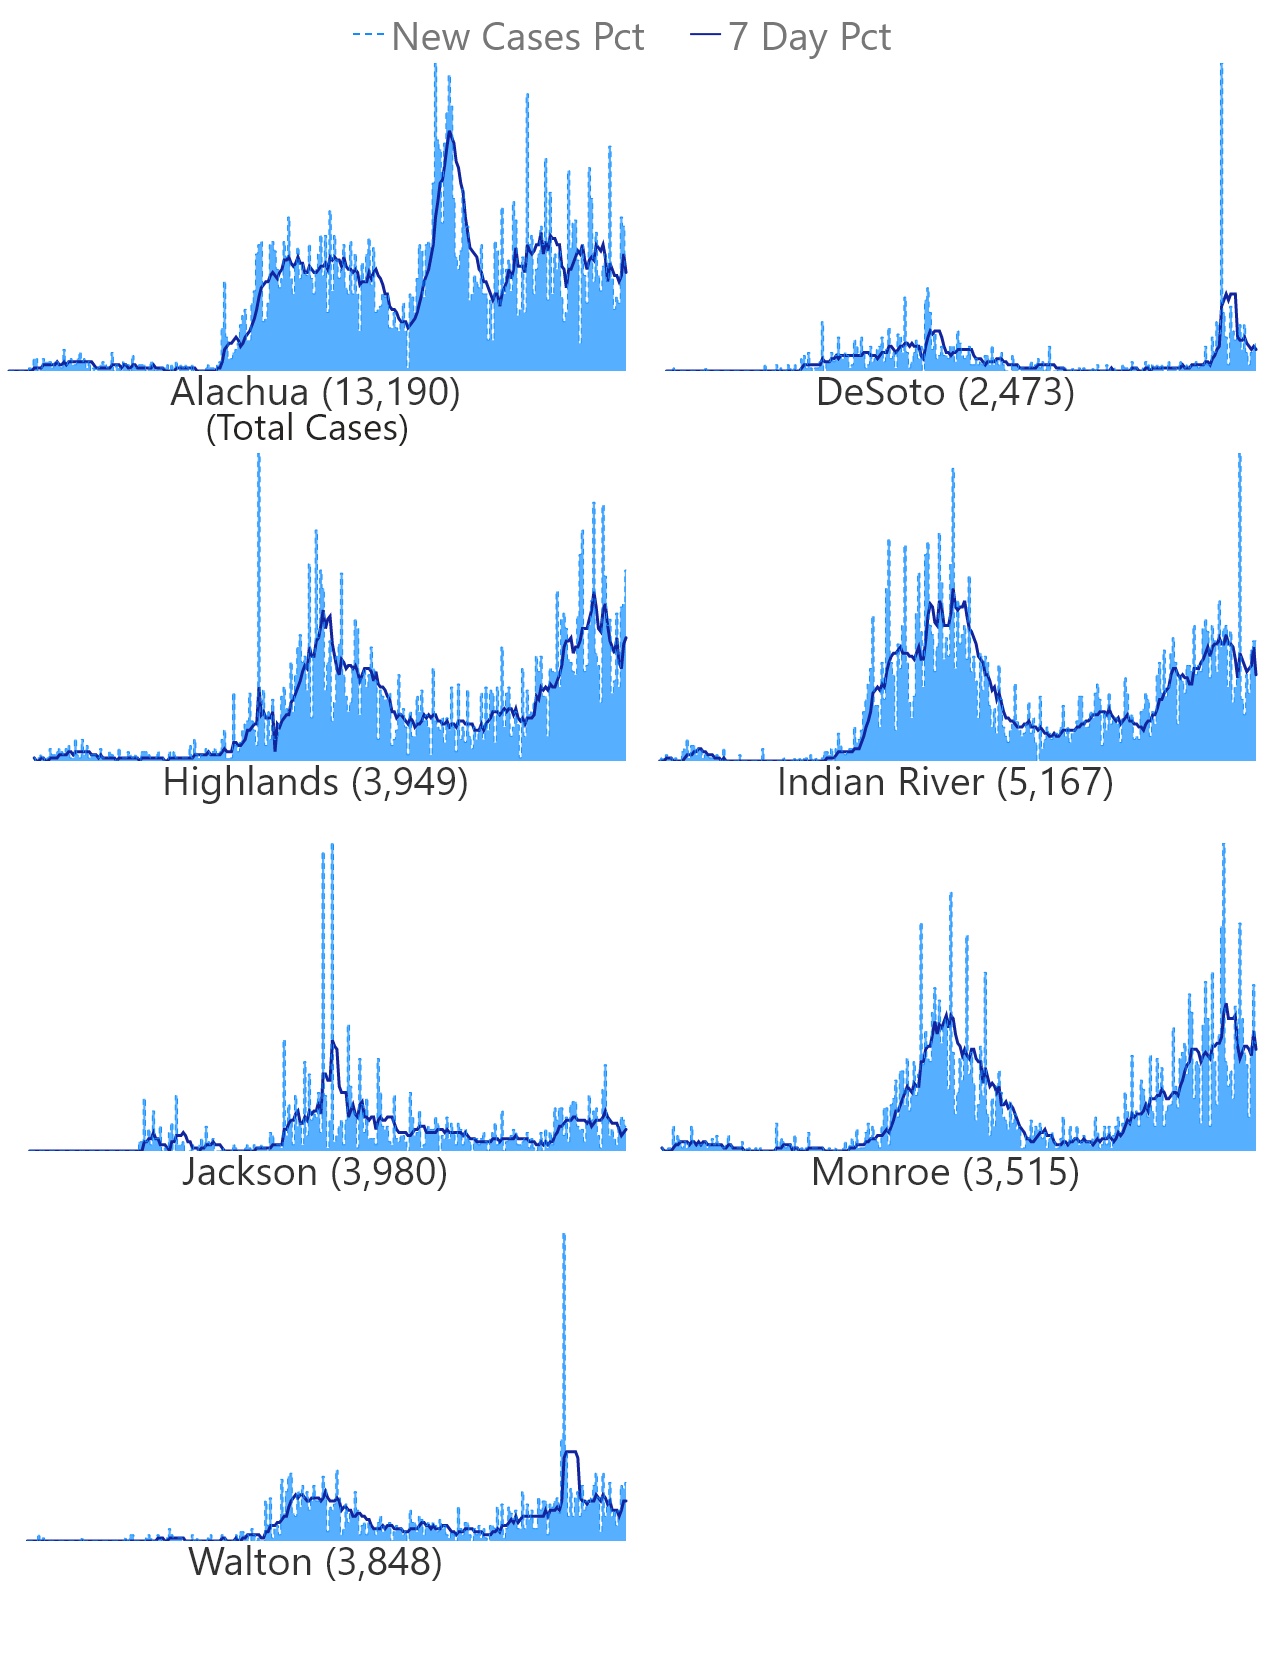 New Cases Pct 7 Day Pct
Alachua (13,190)
(Total Cases)
DeSoto (2,473)
Highlands (3,949)
Indian River (5,167)
Jackson (3,980)
Monroe (3,515)
Walton (3,848)